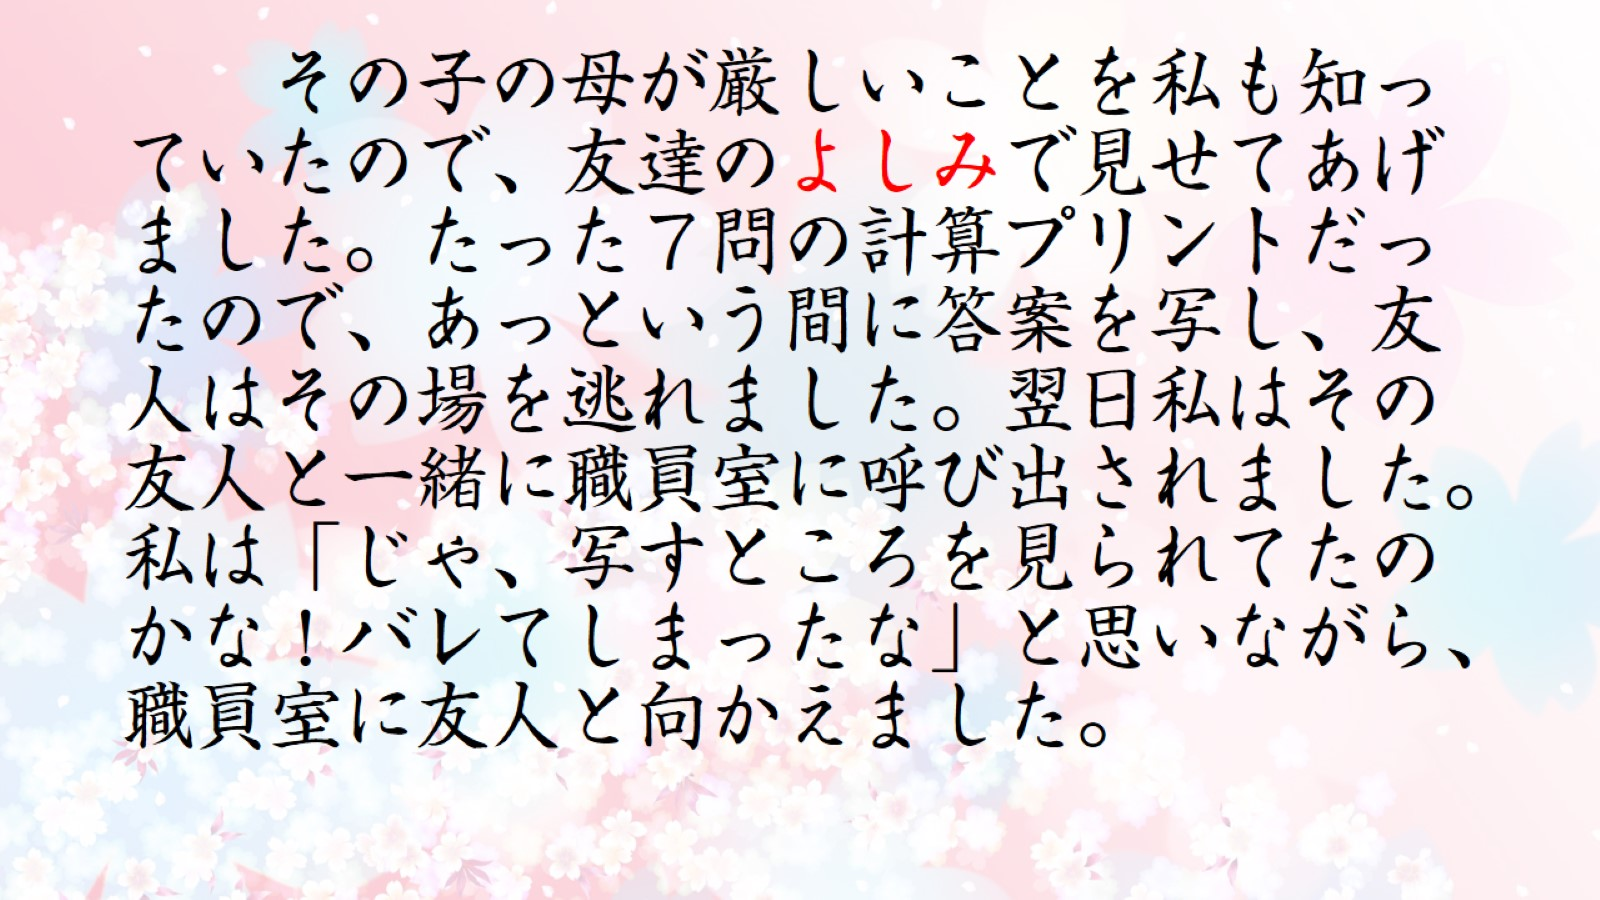 その子の母が厳しいことを私も知っ
ていたので、友達のよしみで見せてあげ
ました。たった７問の計算プリントだっ
たので、あっという間に答案を写し、友
人はその場を逃れました。翌日私はその
友人と一緒に職員室に呼び出されました。
私は「じゃ、写すところを見られてたの
かな！バレてしまったな」と思いながら、
職員室に友人と向かえました。